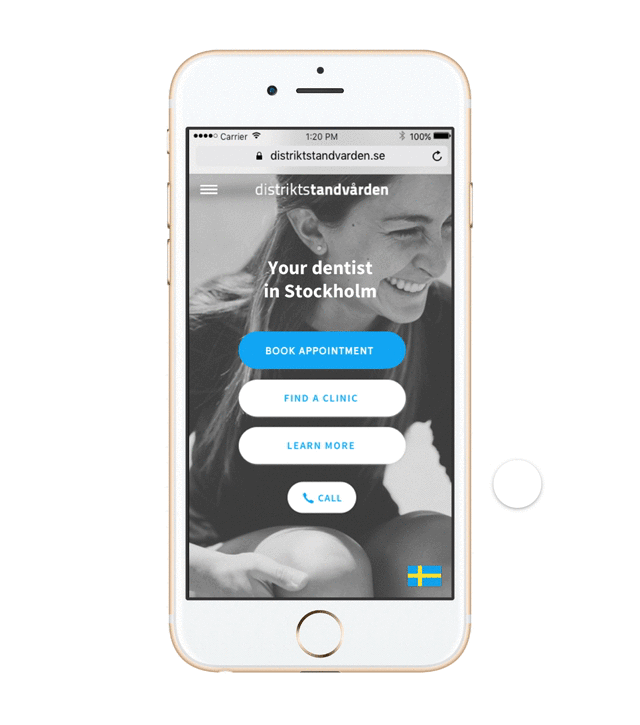 Carrier 1:20 PM 100%
distriktstandvarden.se
distriktstandvården
Your dentist
in Stockholm
BOOK APPOINTMENT
FIND A CLINIC
LEARN MORE
CALL